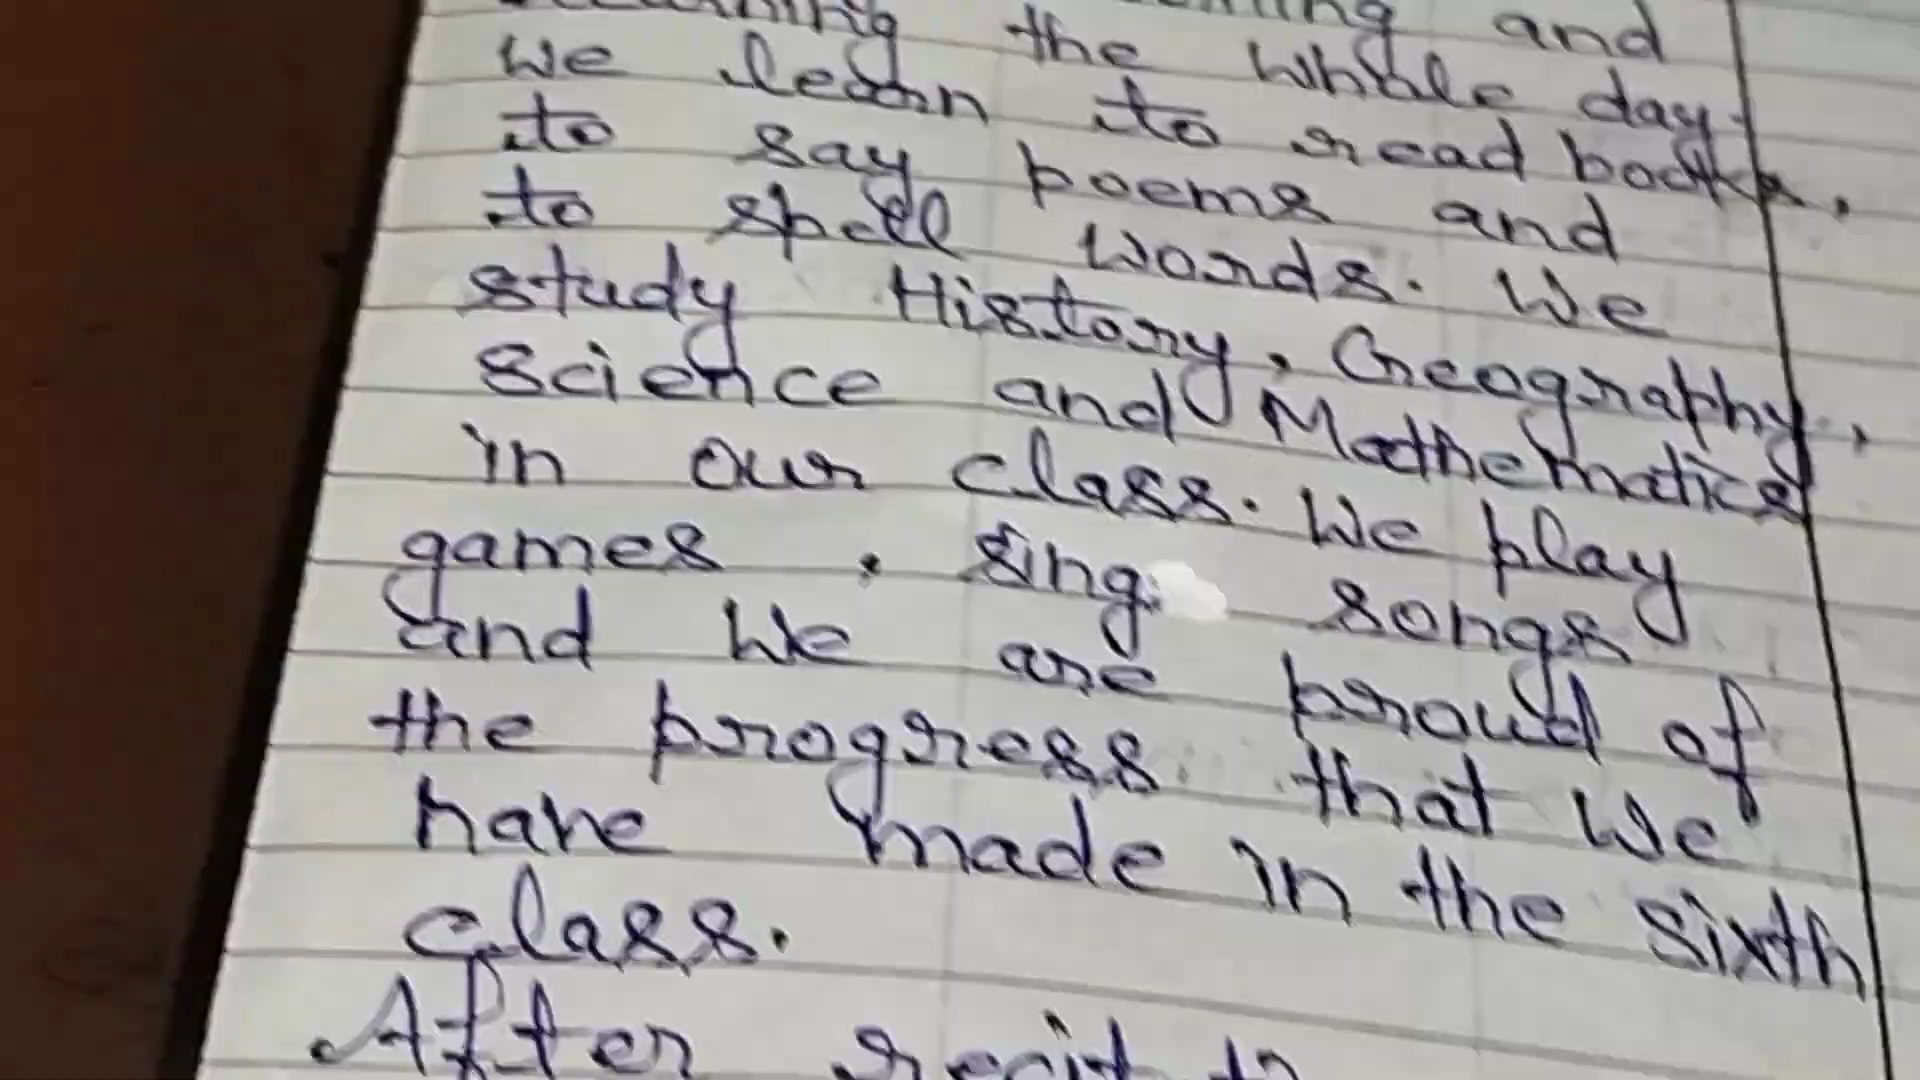 and
We the whole day.
learn to read books,
to say poems and
to spell words. We
study History, Geography,
science and Mathematics
in our class. We play
games, sing songs
and we are proud of
the progress that we
have made in the sixth
class.
After